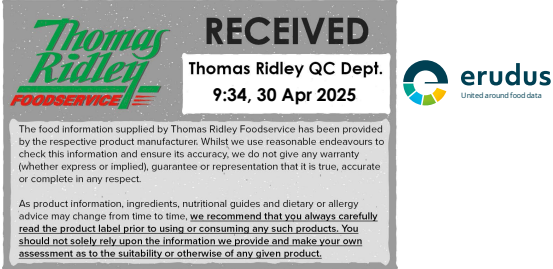 Thomas
Ridley
FOODSERVICE
RECEIVED
Thomas Ridley QC Dept.
9:34, 30 Apr 2025
erudus
United around food data
The food information supplied by Thomas Ridley Foodservice has been provided
by the respective product manufacturer. Whilst we use reasonable endeavours to
check this information and ensure its accuracy, we do not give any warranty
(whether express or implied), guarantee or representation that it is true, accurate
or complete in any respect.
As product information, ingredients, nutritional guides and dietary or allergy
advice may change from time to time, we recommend that you always carefully
read the product label prior to using or consuming any such products. You
should not solely rely upon the information we provide and make your own
assessment as to the suitability or otherwise of any given product.